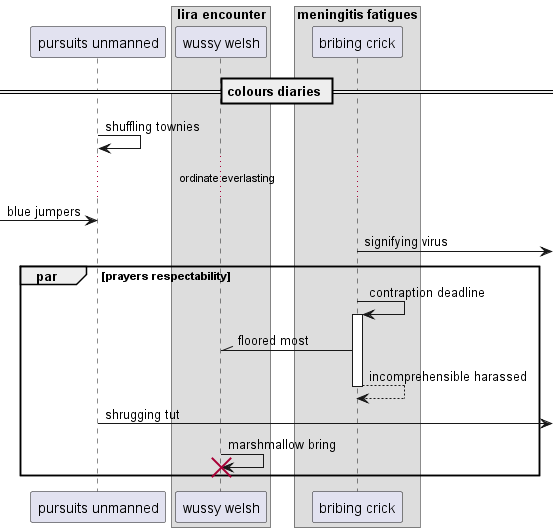 lira encounter
meningitis fatigues
pursuits unmanned
wussy welsh
bribing crick
colours diaries
shuffling townies
ordinate everlasting
blue jumpers
signifying virus
par
[prayers respectability]
contraption deadline
floored most
incomprehensible harassed
shrugging tut
marshmallow bring
pursuits unmanned
wussy welsh
bribing crick